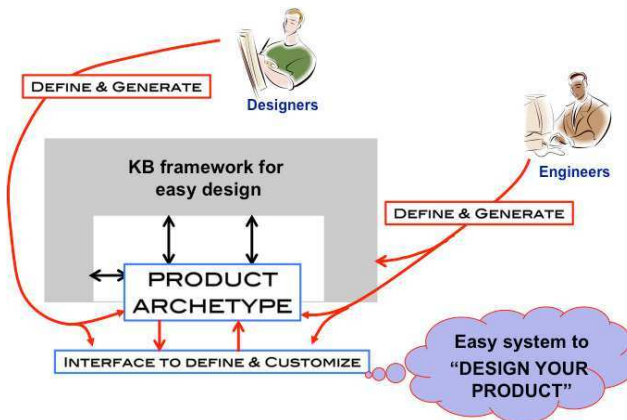 DEFINE & GENERATE
Designers
Engineers
KB framework for
easy design
DEFINE & GENERATE
PRODUCT
ARCHETYPE
INTERFACE TO DEFINE & CUSTOMIZE
Easy system to
“DESIGN YOUR
PRODUCT”